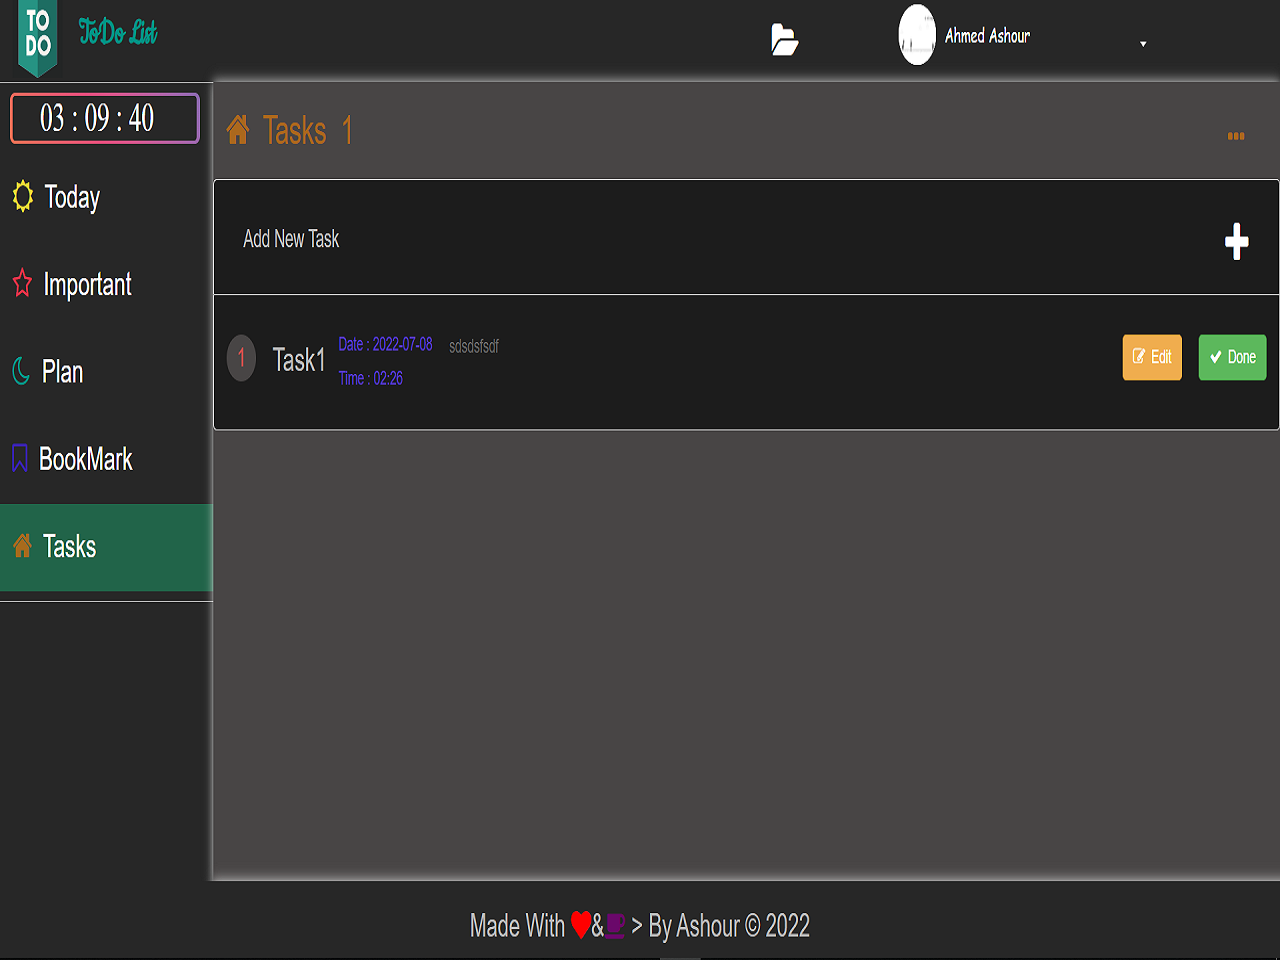 TO
DO
ToDo List
Ahmed Ashour
03 : 09 : 40
Today
Important
Plan
BookMark
Tasks
Tasks 1
Add New Task
1
Task1
Date : 2022-07-08
Time : 02:26
sdsdsfsdf
Edit
Done
Made With & > By Ashour © 2022